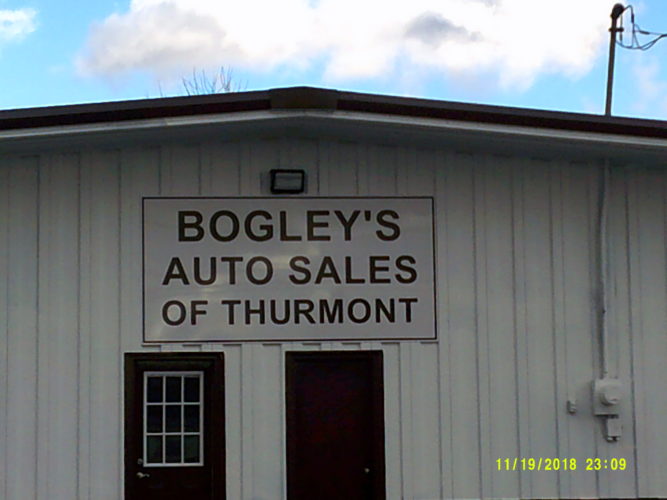 BOGLEY'S
AUTO SALES
OF THURMONT
11/19/2018 23:09